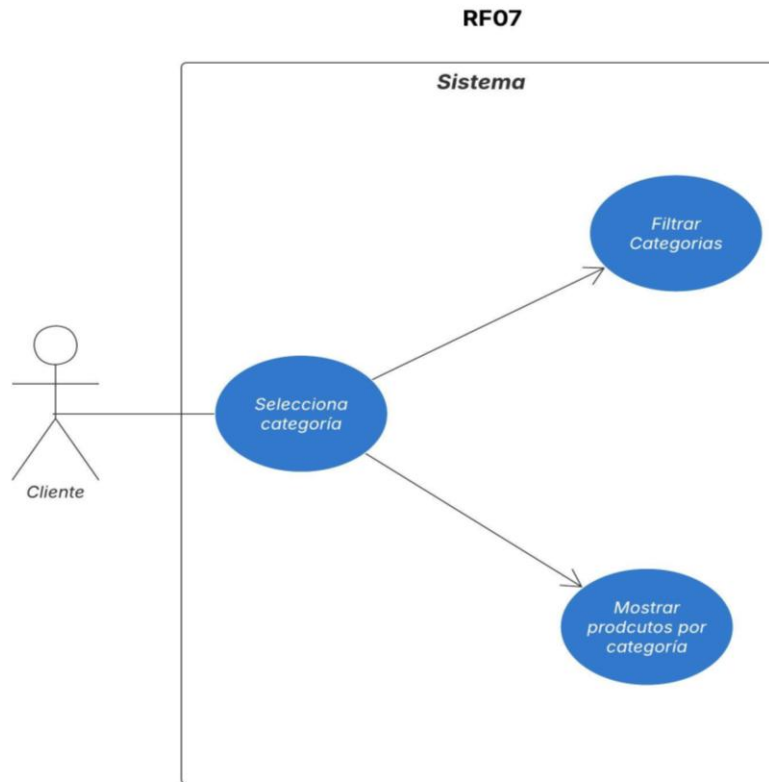 RF07
Sistema
Filtrar
Categorias
Selecciona
categoría
Cliente
Mostrar
prodcutos por
categoría